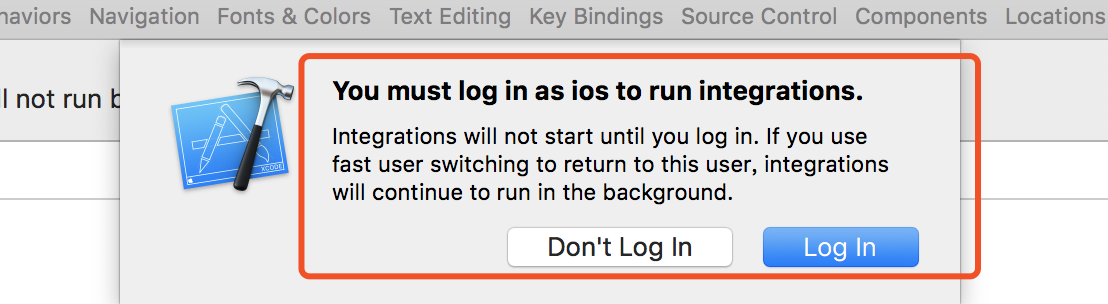 Navigation Fonts & Colors Text Editing Key Bindings Source Control Components Locations
You must log in as ios to run integrations.
not run
Integrations will not start until you log in. If you use
fast user switching to return to this user, integrations
will continue to run in the background.
XCODE
Don't Log In Log In